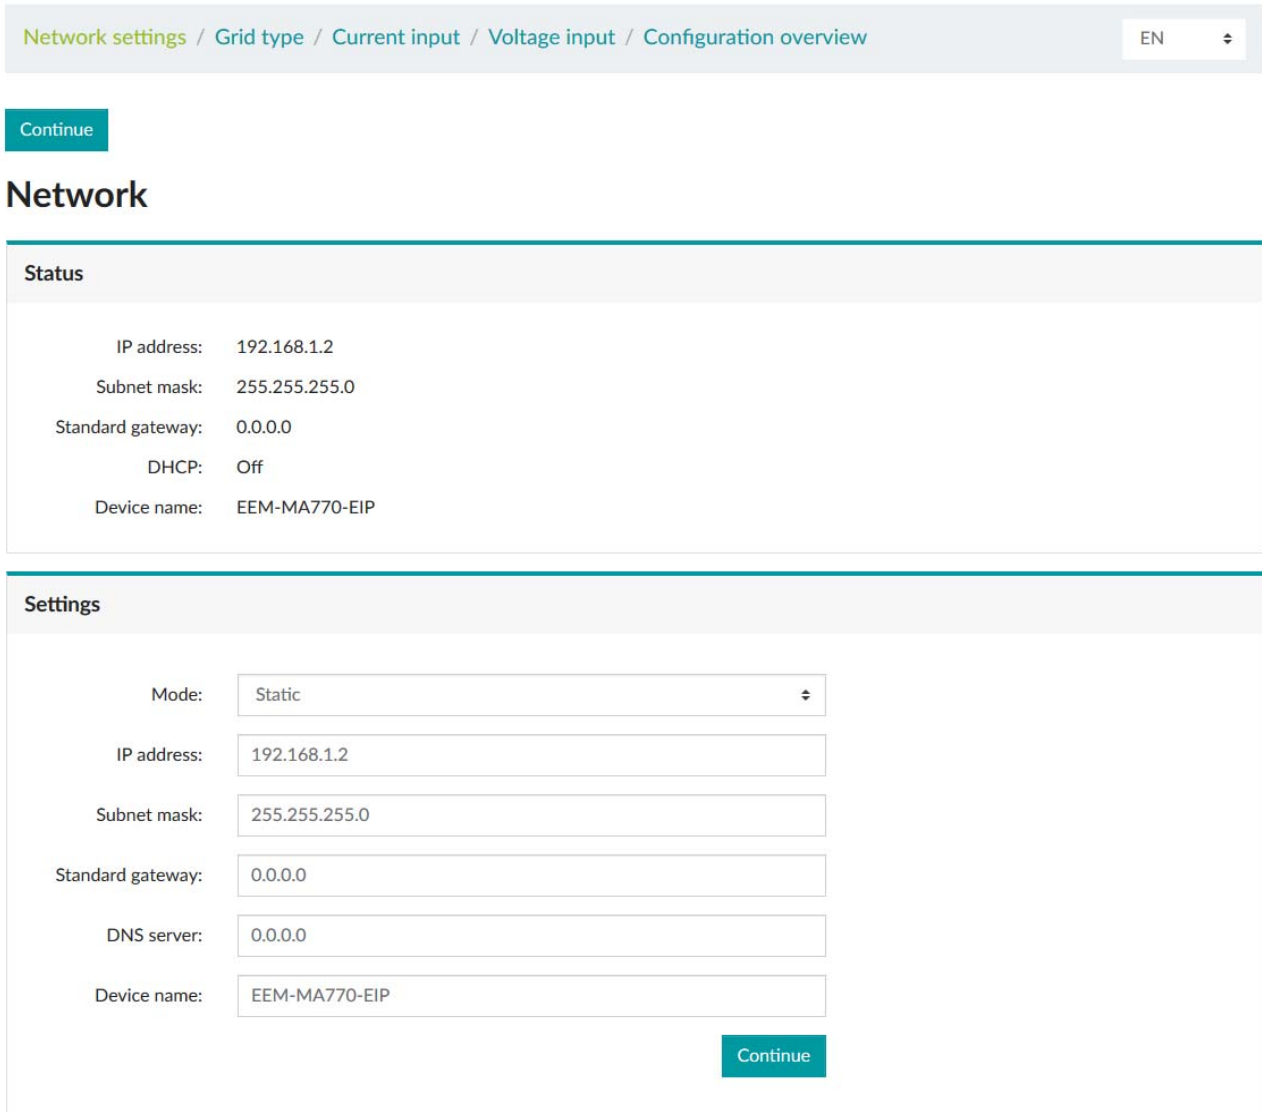 Network settings / Grid type / Current input / Voltage input / Configuration overview EN
Continue
Network
Status
IP address: 192.168.1.2
Subnet mask: 255.255.255.0
Standard gateway: 0.0.0.0
DHCP: Off
Device name: EEM-MA770-EIP
Settings
Mode: Static
IP address: 192.168.1.2
Subnet mask: 255.255.255.0
Standard gateway: 0.0.0.0
DNS server: 0.0.0.0
Device name: EEM-MA770-EIP
Continue